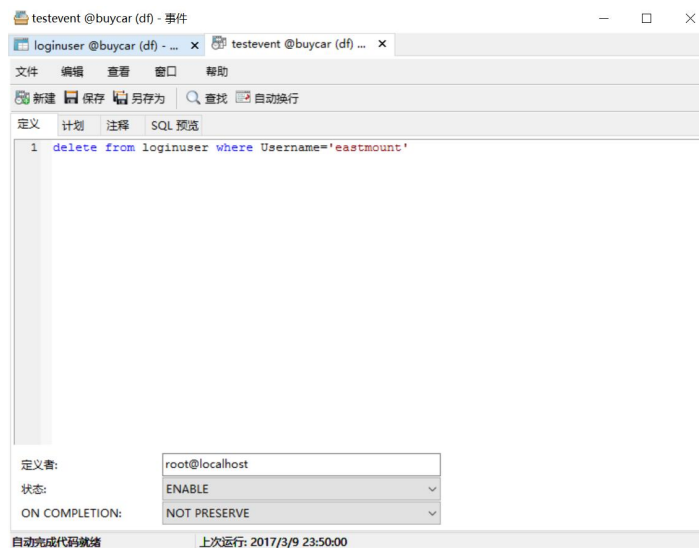 testevent @buycar (df) - 事件
loginuser @buycar (df) - ... testevent @buycar (df) ...
文件 编辑 查看 窗口 帮助
新建 保存 另存为 查找 自动换行
定义 计划 注释 SQL 预览
1 delete from loginuser where Username='eastmount'
定义者: root@localhost
状态: ENABLE
ON COMPLETION: NOT PRESERVE
自动完成代码就绪 上次运行: 2017/3/9 23:50:00